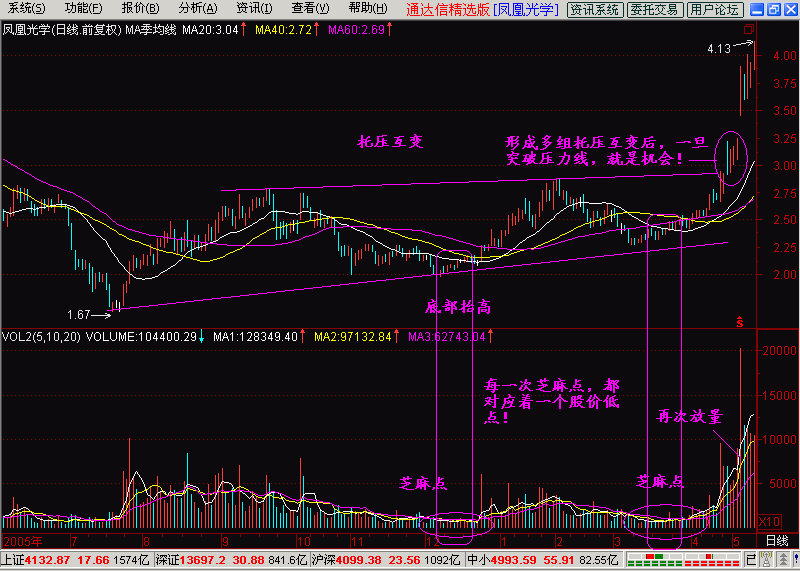 系统(S) 功能(F) 报价(B) 分析(A) 资讯(I) 查看(V) 帮助(H) 通达信精选版 [凤凰光学] 资讯系统 委托交易 用户论坛
凤凰光学(日线.前复权) MA季均线 MA20:3.04↑ MA40:2.72↑ MA60:2.69↑
4.13
4.00
3.75
托压互变
形成多组托压互变后,一旦
突破压力线,就是机会!
3.50
3.25
3.00
2.75
2.50
2.25
2.00
底部抬高
1.67
S
VOL2(5,10,20) VOLUME:104400.29↓ MA1:128349.40↑ MA2:97132.84↑ MA3:62743.04↑
20000
15000
10000
5000
X10
每一次芝麻点,都
对应着一个股价低
点!
再次放量
芝麻点
芝麻点
2005年 7 8 9 10 11 12 2 3 4 5 日线
上证4132.87 17.66 1574亿 深证13697.2 30.88 841.6亿 沪深4099.38 23.56 1092亿 中小4993.59 55.91 82.55亿